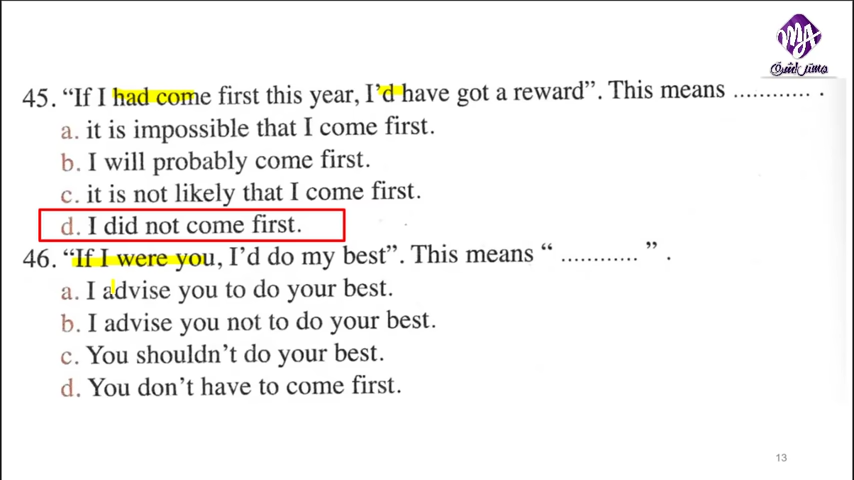 MA
45. “If I had come first this year, I’d have got a reward”. This means ............ .
a. it is impossible that I come first.
b. I will probably come first.
c. it is not likely that I come first.
d. I did not come first.
46. “If I were you, I’d do my best”. This means “ ............ ” .
a. I advise you to do your best.
b. I advise you not to do your best.
c. You shouldn’t do your best.
d. You don’t have to come first.
13